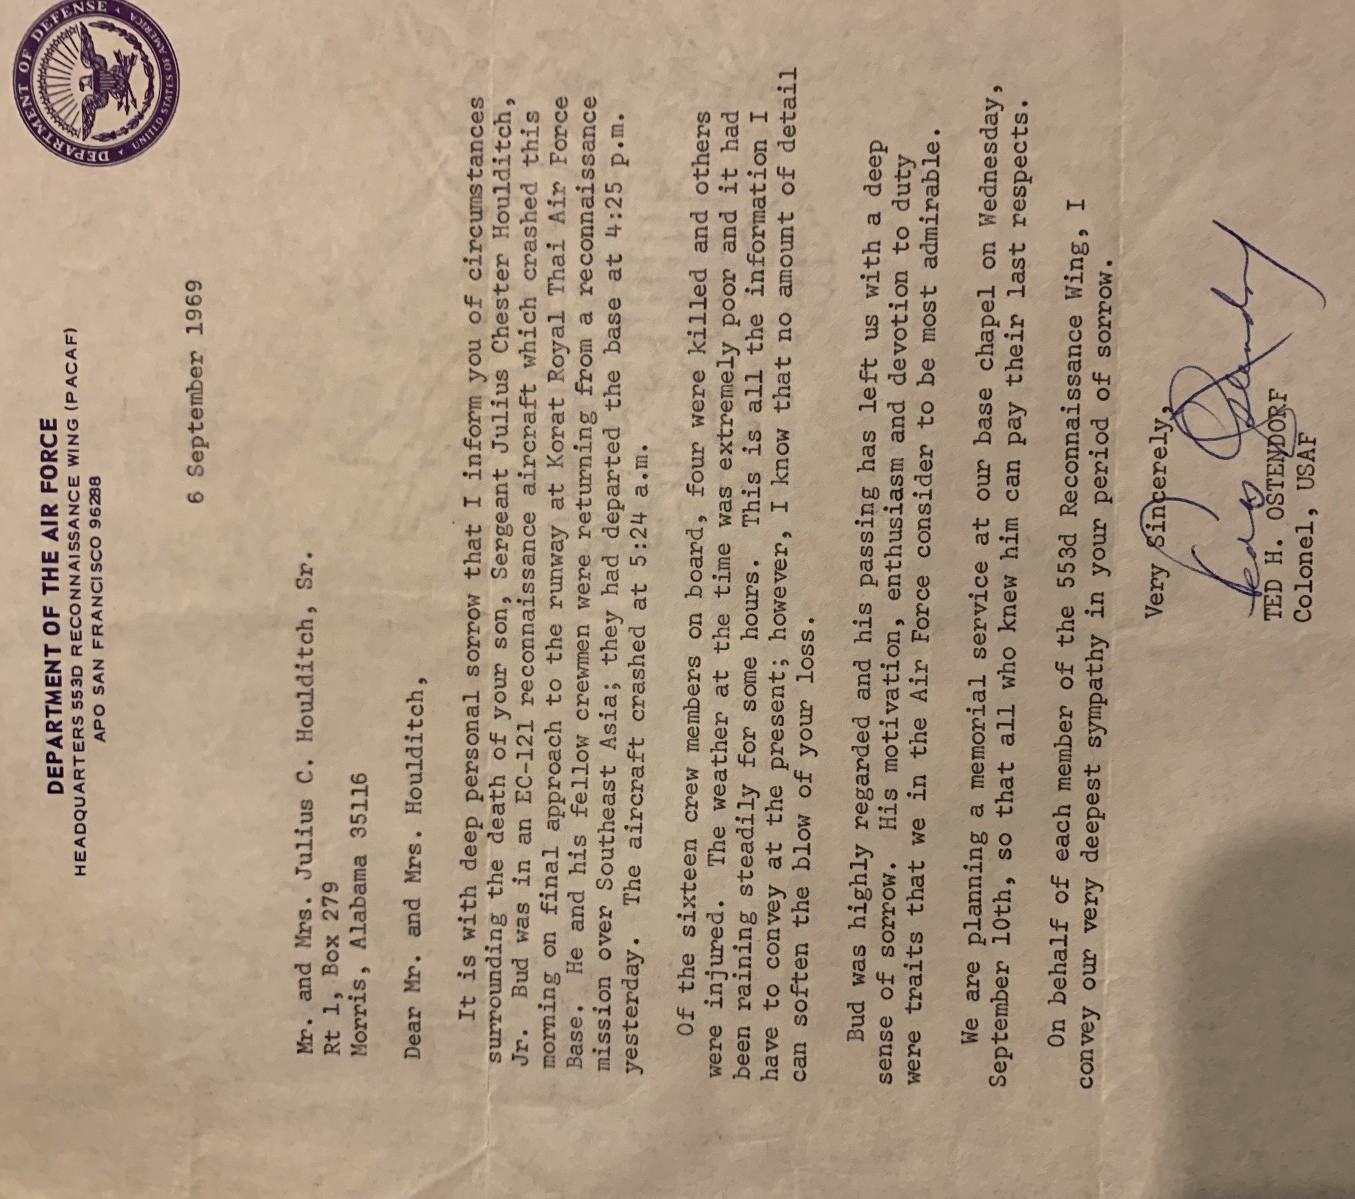 DEPARTMENT OF DEFENSE
UNITED STATES OF AMERICA
DEPARTMENT OF THE AIR FORCE
HEADQUARTERS 553D RECONNAISSANCE WING (PACAF)
APO SAN FRANCISCO 96288
6 September 1969
Mr. and Mrs. Julius C. Houlditch, Sr.
Rt 1, Box 279
Morris, Alabama 35116
Dear Mr. and Mrs. Houlditch,
It is with deep personal sorrow that I inform you of circumstances
surrounding the death of your son, Sergeant Julius Chester Houlditch,
Jr. Bud was in an EC-121 reconnaissance aircraft which crashed this
morning on final approach to the runway at Korat Royal Thai Air Force
Base. He and his fellow crewmen were returning from a reconnaissance
mission over Southeast Asia; they had departed the base at 4:25 p.m.
yesterday. The aircraft crashed at 5:24 a.m.
Of the sixteen crew members on board, four were killed and others
were injured. The weather at the time was extremely poor and it had
been raining steadily for some hours. This is all the information I
have to convey at the present; however, I know that no amount of detail
can soften the blow of your loss.
Bud was highly regarded and his passing has left us with a deep
sense of sorrow. His motivation, enthusiasm and devotion to duty
were traits that we in the Air Force consider to be most admirable.
We are planning a memorial service at our base chapel on Wednesday,
September 10th, so that all who knew him can pay their last respects.
On behalf of each member of the 553d Reconnaissance Wing, I
convey our very deepest sympathy in your period of sorrow.
Very Sincerely,
TED H. OSTENDORF
Colonel, USAF